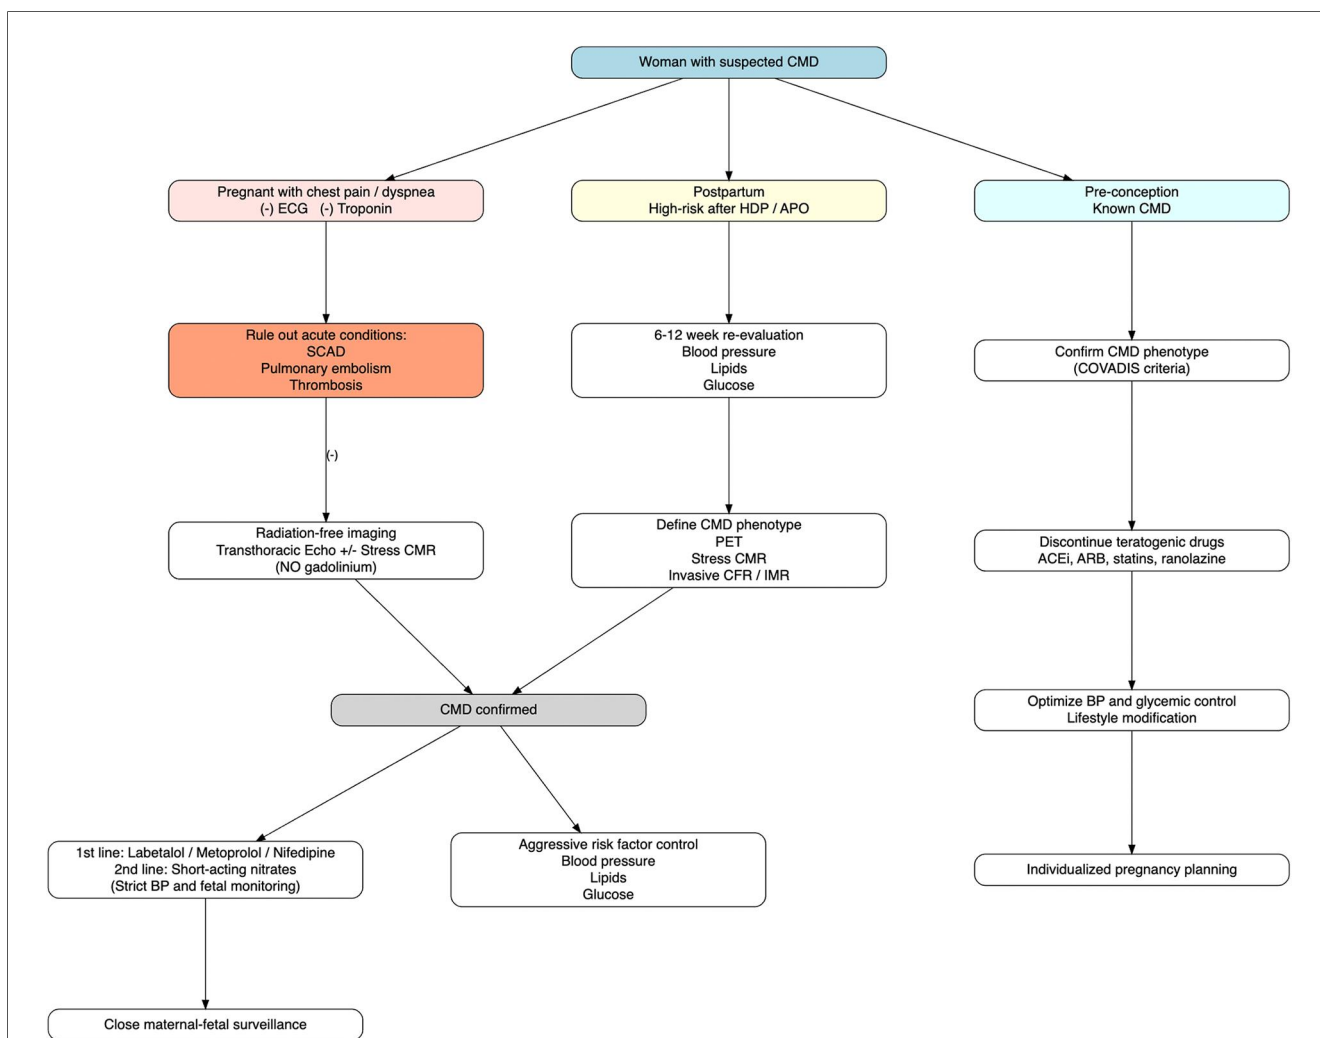 Woman with suspected CMD
Pregnant with chest pain / dyspnea
(-) ECG (-) Troponin
Postpartum
High-risk after HDP / APO
Pre-conception
Known CMD
Rule out acute conditions:
SCAD
Pulmonary embolism
Thrombosis
6-12 week re-evaluation
Blood pressure
Lipids
Glucose
Confirm CMD phenotype
(COVADIS criteria)
(-)
Radiation-free imaging
Transthoracic Echo +/- Stress CMR
(NO gadolinium)
Define CMD phenotype
PET
Stress CMR
Invasive CFR / IMR
Discontinue teratogenic drugs
ACEi, ARB, statins, ranolazine
CMD confirmed
Optimize BP and glycemic control
Lifestyle modification
1st line: Labetalol / Metoprolol / Nifedipine
2nd line: Short-acting nitrates
(Strict BP and fetal monitoring)
Aggressive risk factor control
Blood pressure
Lipids
Glucose
Individualized pregnancy planning
Close maternal-fetal surveillance